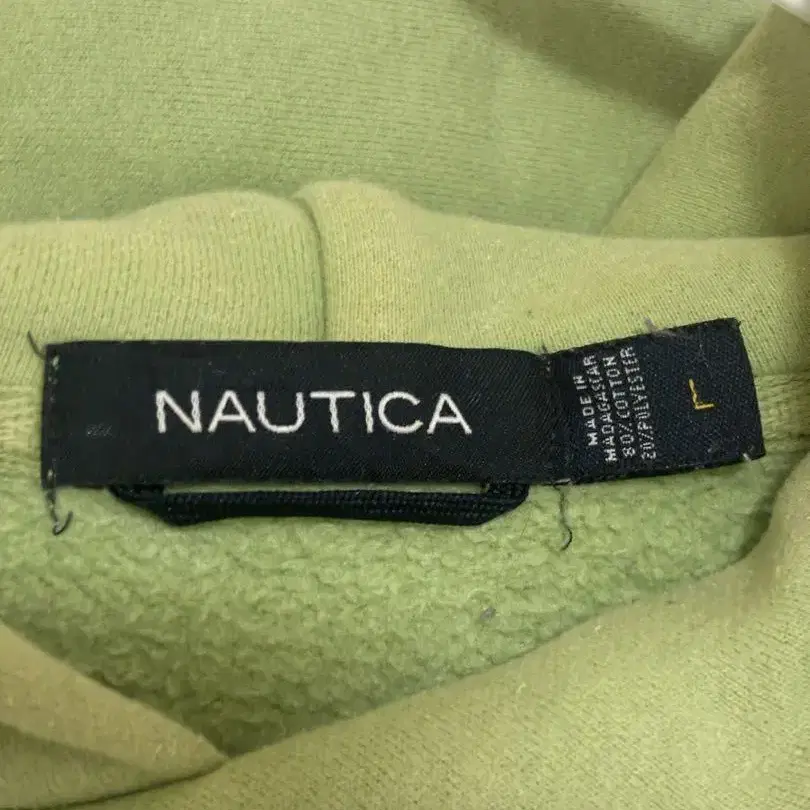 NAUTICA
MADE IN
MADAGASCAR
80% COTTON
20% POLYESTER
L